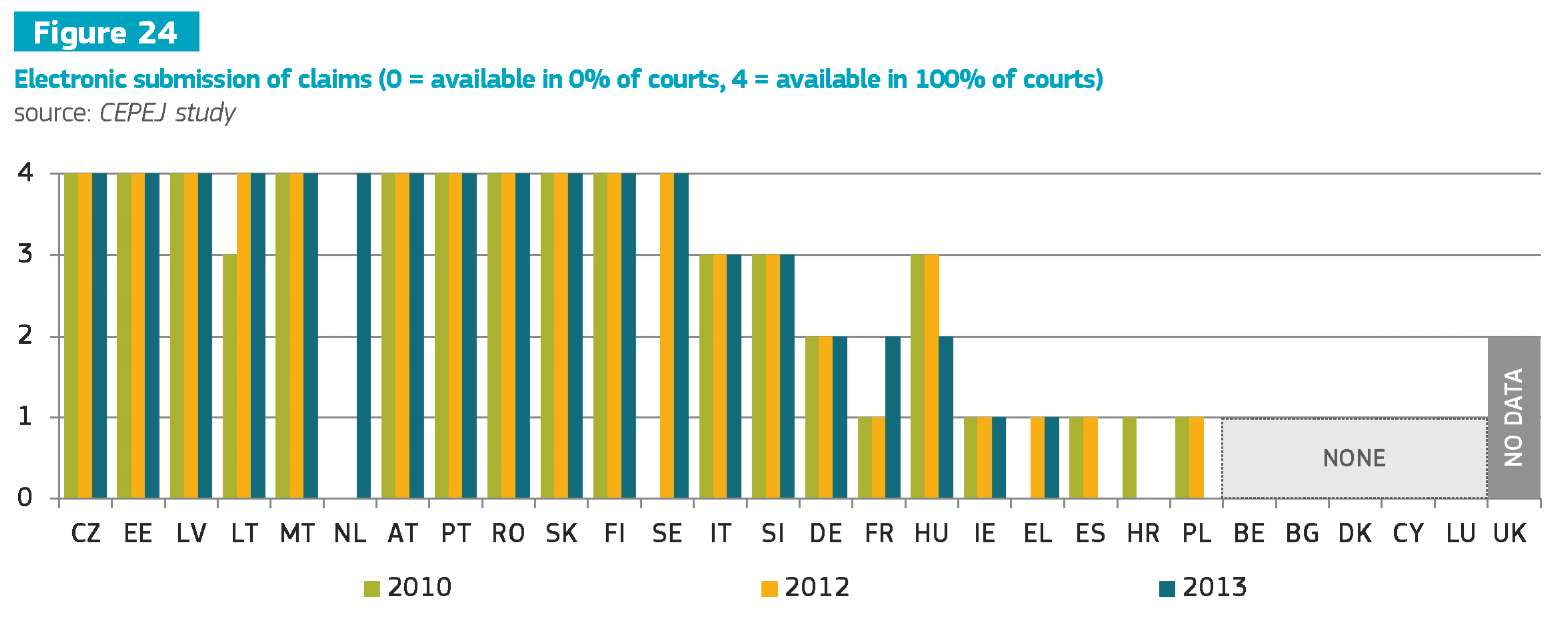 Figure 24
Electronic submission of claims (0 = available in 0% of courts, 4 = available in 100% of courts)
source: CEPEJ study
4
3
2
1
0
NONE
NO DATA
CZ EE LV LT MT NL AT PT RO SK FI SE IT SI DE FR HU IE EL ES HR PL BE BG DK CY LU UK
2010 2012 2013